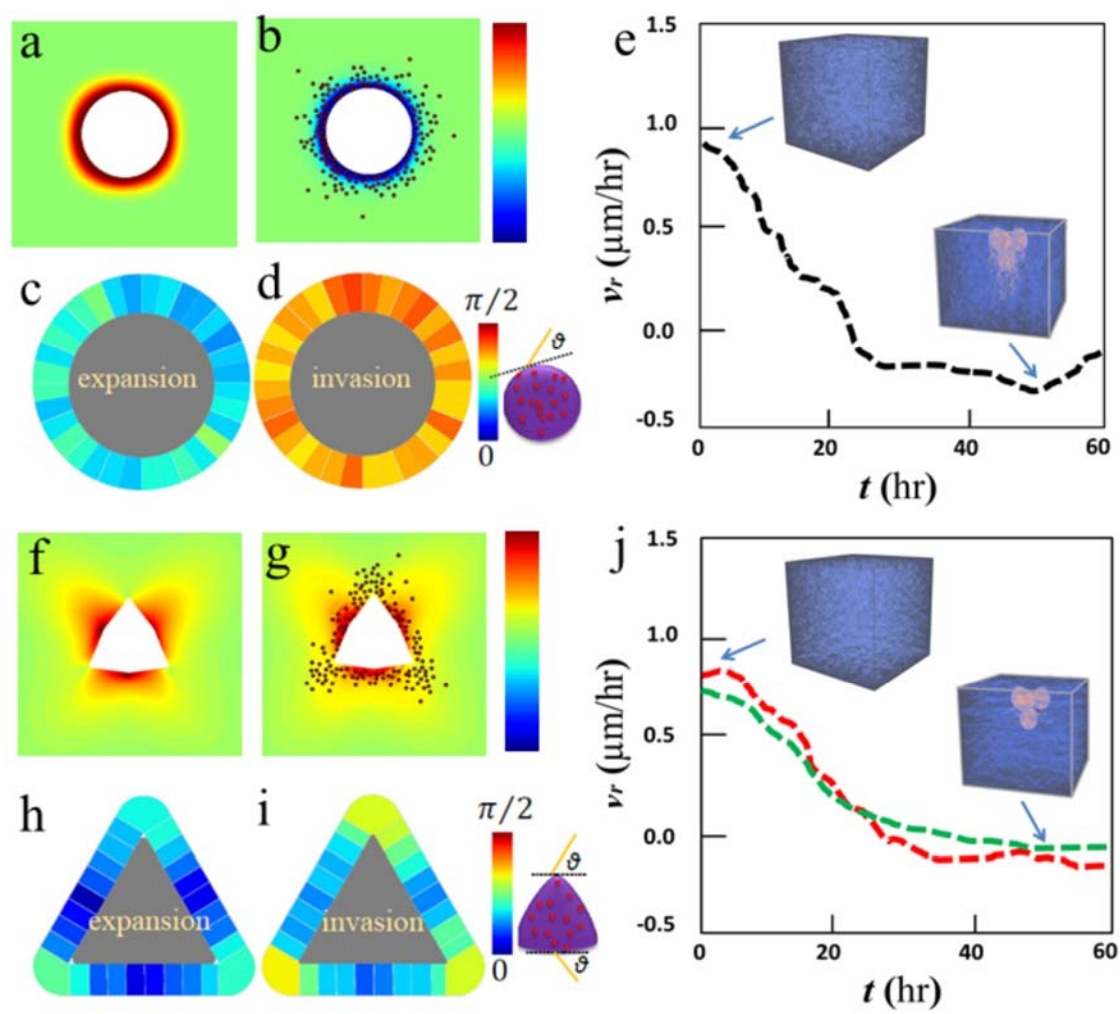 a
b
c
expansion
d
invasion
π/2
0
ϑ
e
1.5
1.0
0.5
0.0
-0.5
vr (μm/hr)
0
20
40
60
t (hr)
f
g
h
expansion
i
invasion
π/2
0
ϑ
ϑ
j
1.5
1.0
0.5
0.0
-0.5
vr (μm/hr)
0
20
40
60
t (hr)